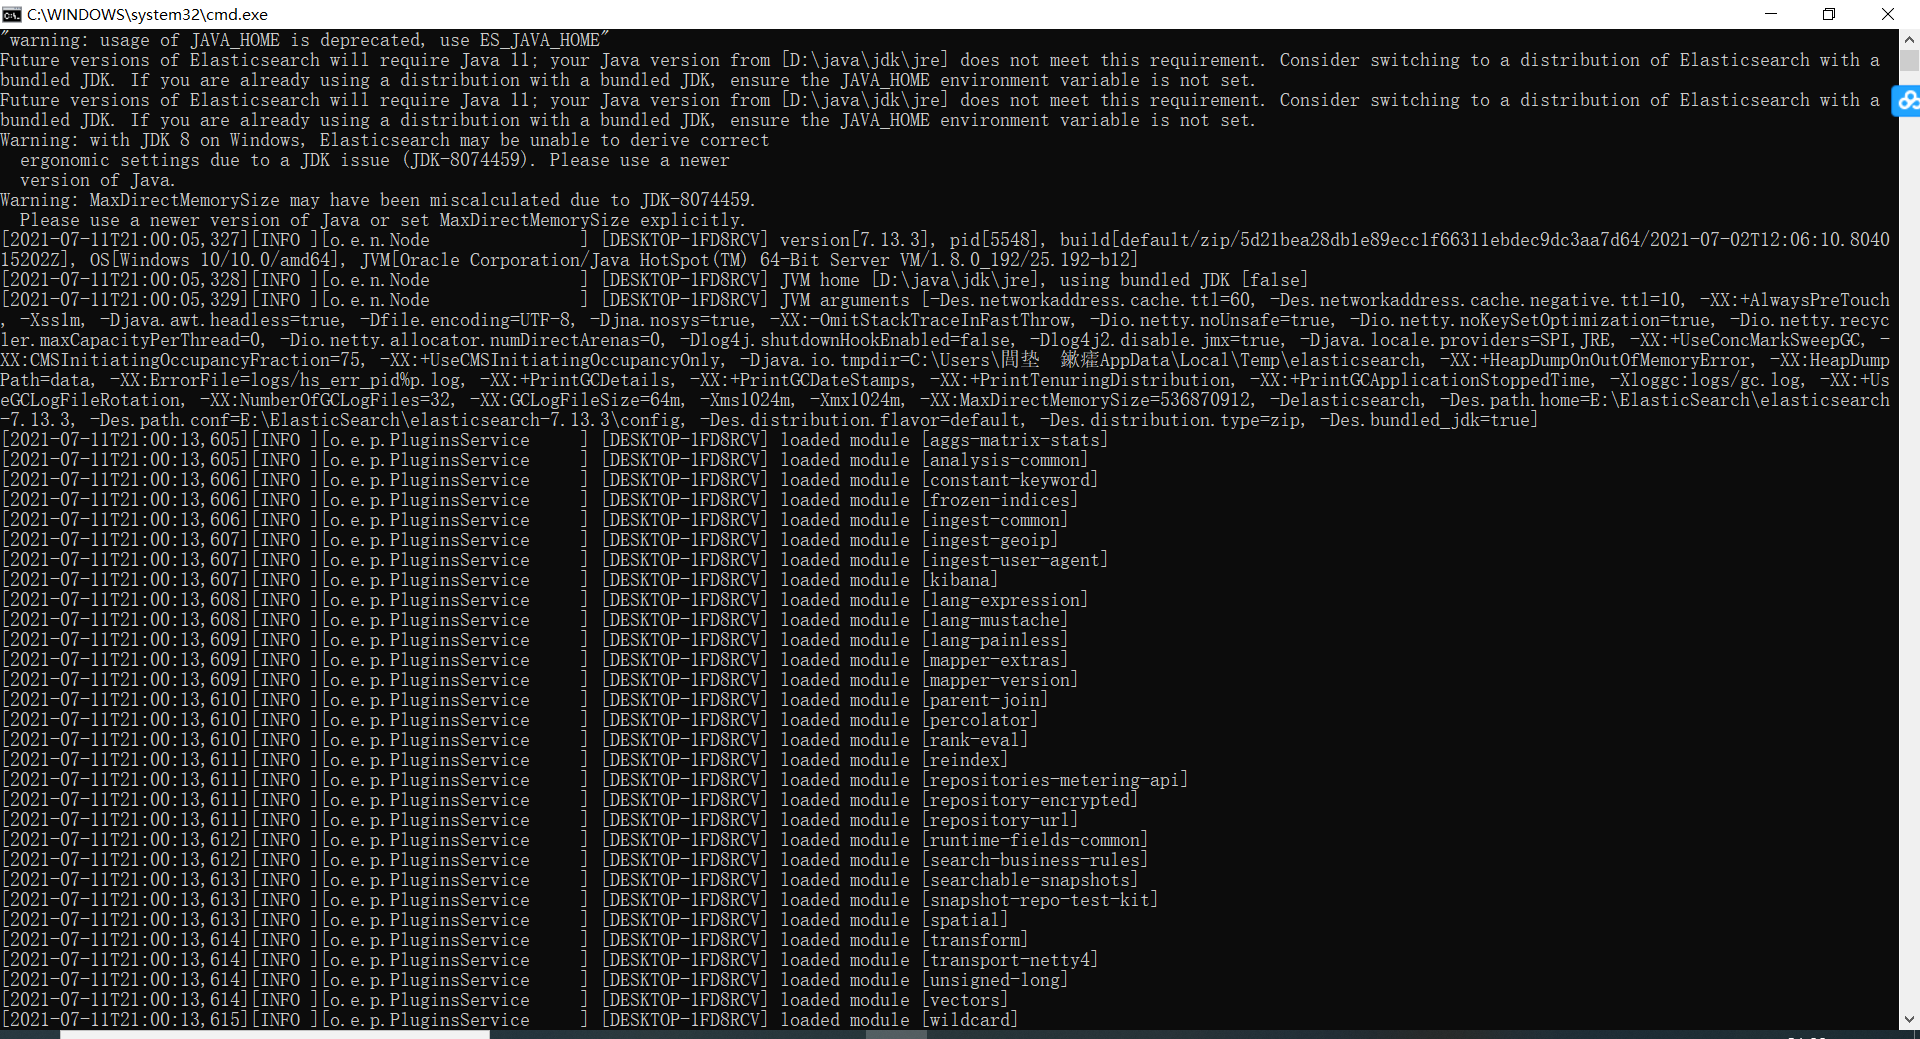 C:\WINDOWS\system32\cmd.exe
"warning: usage of JAVA_HOME is deprecated, use ES_JAVA_HOME"
Future versions of Elasticsearch will require Java 11; your Java version from [D:\java\jdk\jre] does not meet this requirement. Consider switching to a distribution of Elasticsearch with a
bundled JDK. If you are already using a distribution with a bundled JDK, ensure the JAVA_HOME environment variable is not set.
Future versions of Elasticsearch will require Java 11; your Java version from [D:\java\jdk\jre] does not meet this requirement. Consider switching to a distribution of Elasticsearch with a
bundled JDK. If you are already using a distribution with a bundled JDK, ensure the JAVA_HOME environment variable is not set.
Warning: with JDK 8 on Windows, Elasticsearch may be unable to derive correct
  ergonomic settings due to a JDK issue (JDK-8074459). Please use a newer
  version of Java.
Warning: MaxDirectMemorySize may have been miscalculated due to JDK-8074459.
  Please use a newer version of Java or set MaxDirectMemorySize explicitly.
[2021-07-11T21:00:05,327][INFO ][o.e.n.Node               ] [DESKTOP-1FD8RCV] version[7.13.3], pid[5548], build[default/zip/5d21bea28db1e89ecc1f66311ebdec9dc3aa7d64/2021-07-02T12:06:10.8040
15202Z], OS[Windows 10/10.0/amd64], JVM[Oracle Corporation/Java HotSpot(TM) 64-Bit Server VM/1.8.0_192/25.192-b12]
[2021-07-11T21:00:05,328][INFO ][o.e.n.Node               ] [DESKTOP-1FD8RCV] JVM home [D:\java\jdk\jre], using bundled JDK [false]
[2021-07-11T21:00:05,329][INFO ][o.e.n.Node               ] [DESKTOP-1FD8RCV] JVM arguments [-Des.networkaddress.cache.ttl=60, -Des.networkaddress.cache.negative.ttl=10, -XX:+AlwaysPreTouch
, -Xss1m, -Djava.awt.headless=true, -Dfile.encoding=UTF-8, -Djna.nosys=true, -XX:-OmitStackTraceInFastThrow, -Dio.netty.noUnsafe=true, -Dio.netty.noKeySetOptimization=true, -Dio.netty.recyc
ler.maxCapacityPerThread=0, -Dio.netty.allocator.numDirectArenas=0, -Dlog4j.shutdownHookEnabled=false, -Dlog4j2.disable.jmx=true, -Djava.locale.providers=SPI,JRE, -XX:+UseConcMarkSweepGC, -
XX:CMSInitiatingOccupancyFraction=75, -XX:+UseCMSInitiatingOccupancyOnly, -Djava.io.tmpdir=C:\Users\AppData\Local\Temp\elasticsearch, -XX:+HeapDumpOnOutOfMemoryError, -XX:HeapDump
Path=data, -XX:ErrorFile=logs/hs_err_pid%p.log, -XX:+PrintGCDetails, -XX:+PrintGCDateStamps, -XX:+PrintTenuringDistribution, -XX:+PrintGCApplicationStoppedTime, -Xloggc:logs/gc.log, -XX:+Us
eGCLogFileRotation, -XX:NumberOfGCLogFiles=32, -XX:GCLogFileSize=64m, -Xms1024m, -Xmx1024m, -XX:MaxDirectMemorySize=536870912, -Delasticsearch, -Des.path.home=E:\ElasticSearch\elasticsearch
-7.13.3, -Des.path.conf=E:\ElasticSearch\elasticsearch-7.13.3\config, -Des.distribution.flavor=default, -Des.distribution.type=zip, -Des.bundled_jdk=true]
[2021-07-11T21:00:13,605][INFO ][o.e.p.PluginsService     ] [DESKTOP-1FD8RCV] loaded module [aggs-matrix-stats]
[2021-07-11T21:00:13,605][INFO ][o.e.p.PluginsService     ] [DESKTOP-1FD8RCV] loaded module [analysis-common]
[2021-07-11T21:00:13,606][INFO ][o.e.p.PluginsService     ] [DESKTOP-1FD8RCV] loaded module [constant-keyword]
[2021-07-11T21:00:13,606][INFO ][o.e.p.PluginsService     ] [DESKTOP-1FD8RCV] loaded module [frozen-indices]
[2021-07-11T21:00:13,606][INFO ][o.e.p.PluginsService     ] [DESKTOP-1FD8RCV] loaded module [ingest-common]
[2021-07-11T21:00:13,607][INFO ][o.e.p.PluginsService     ] [DESKTOP-1FD8RCV] loaded module [ingest-geoip]
[2021-07-11T21:00:13,607][INFO ][o.e.p.PluginsService     ] [DESKTOP-1FD8RCV] loaded module [ingest-user-agent]
[2021-07-11T21:00:13,607][INFO ][o.e.p.PluginsService     ] [DESKTOP-1FD8RCV] loaded module [kibana]
[2021-07-11T21:00:13,608][INFO ][o.e.p.PluginsService     ] [DESKTOP-1FD8RCV] loaded module [lang-expression]
[2021-07-11T21:00:13,608][INFO ][o.e.p.PluginsService     ] [DESKTOP-1FD8RCV] loaded module [lang-mustache]
[2021-07-11T21:00:13,609][INFO ][o.e.p.PluginsService     ] [DESKTOP-1FD8RCV] loaded module [lang-painless]
[2021-07-11T21:00:13,609][INFO ][o.e.p.PluginsService     ] [DESKTOP-1FD8RCV] loaded module [mapper-extras]
[2021-07-11T21:00:13,609][INFO ][o.e.p.PluginsService     ] [DESKTOP-1FD8RCV] loaded module [mapper-version]
[2021-07-11T21:00:13,610][INFO ][o.e.p.PluginsService     ] [DESKTOP-1FD8RCV] loaded module [parent-join]
[2021-07-11T21:00:13,610][INFO ][o.e.p.PluginsService     ] [DESKTOP-1FD8RCV] loaded module [percolator]
[2021-07-11T21:00:13,610][INFO ][o.e.p.PluginsService     ] [DESKTOP-1FD8RCV] loaded module [rank-eval]
[2021-07-11T21:00:13,611][INFO ][o.e.p.PluginsService     ] [DESKTOP-1FD8RCV] loaded module [reindex]
[2021-07-11T21:00:13,611][INFO ][o.e.p.PluginsService     ] [DESKTOP-1FD8RCV] loaded module [repositories-metering-api]
[2021-07-11T21:00:13,611][INFO ][o.e.p.PluginsService     ] [DESKTOP-1FD8RCV] loaded module [repository-encrypted]
[2021-07-11T21:00:13,611][INFO ][o.e.p.PluginsService     ] [DESKTOP-1FD8RCV] loaded module [repository-url]
[2021-07-11T21:00:13,612][INFO ][o.e.p.PluginsService     ] [DESKTOP-1FD8RCV] loaded module [runtime-fields-common]
[2021-07-11T21:00:13,612][INFO ][o.e.p.PluginsService     ] [DESKTOP-1FD8RCV] loaded module [search-business-rules]
[2021-07-11T21:00:13,613][INFO ][o.e.p.PluginsService     ] [DESKTOP-1FD8RCV] loaded module [searchable-snapshots]
[2021-07-11T21:00:13,613][INFO ][o.e.p.PluginsService     ] [DESKTOP-1FD8RCV] loaded module [snapshot-repo-test-kit]
[2021-07-11T21:00:13,613][INFO ][o.e.p.PluginsService     ] [DESKTOP-1FD8RCV] loaded module [spatial]
[2021-07-11T21:00:13,614][INFO ][o.e.p.PluginsService     ] [DESKTOP-1FD8RCV] loaded module [transform]
[2021-07-11T21:00:13,614][INFO ][o.e.p.PluginsService     ] [DESKTOP-1FD8RCV] loaded module [transport-netty4]
[2021-07-11T21:00:13,614][INFO ][o.e.p.PluginsService     ] [DESKTOP-1FD8RCV] loaded module [unsigned-long]
[2021-07-11T21:00:13,614][INFO ][o.e.p.PluginsService     ] [DESKTOP-1FD8RCV] loaded module [vectors]
[2021-07-11T21:00:13,615][INFO ][o.e.p.PluginsService     ] [DESKTOP-1FD8RCV] loaded module [wildcard]